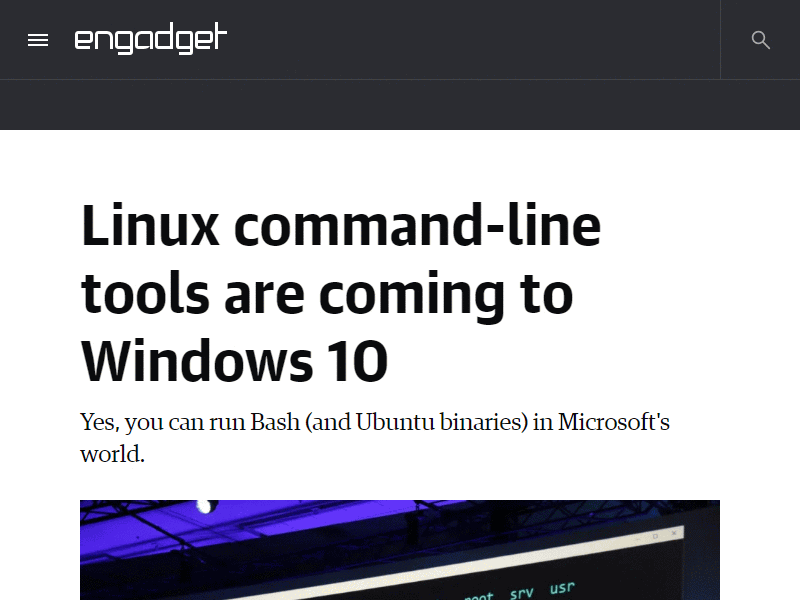 engadget
Linux command-line
tools are coming to
Windows 10
Yes, you can run Bash (and Ubuntu binaries) in Microsoft's
world.
srv usr